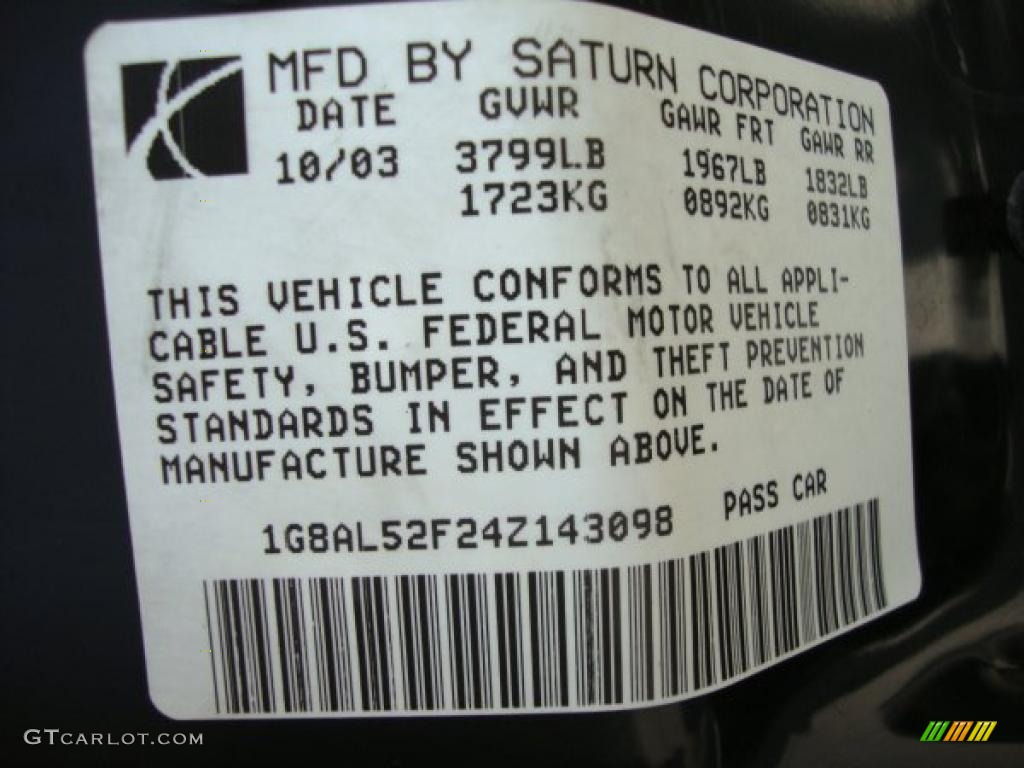 MFD BY SATURN CORPORATION
DATE GVWR GAWR FRT GAWR RR
10/03 3799LB 1967LB 1832LB
1723KG 0892KG 0831KG
THIS VEHICLE CONFORMS TO ALL APPLI-
CABLE U.S. FEDERAL MOTOR VEHICLE
SAFETY, BUMPER, AND THEFT PREVENTION
STANDARDS IN EFFECT ON THE DATE OF
MANUFACTURE SHOWN ABOVE.
1G8AL52F24Z143098 PASS CAR
GTCARLOT.COM